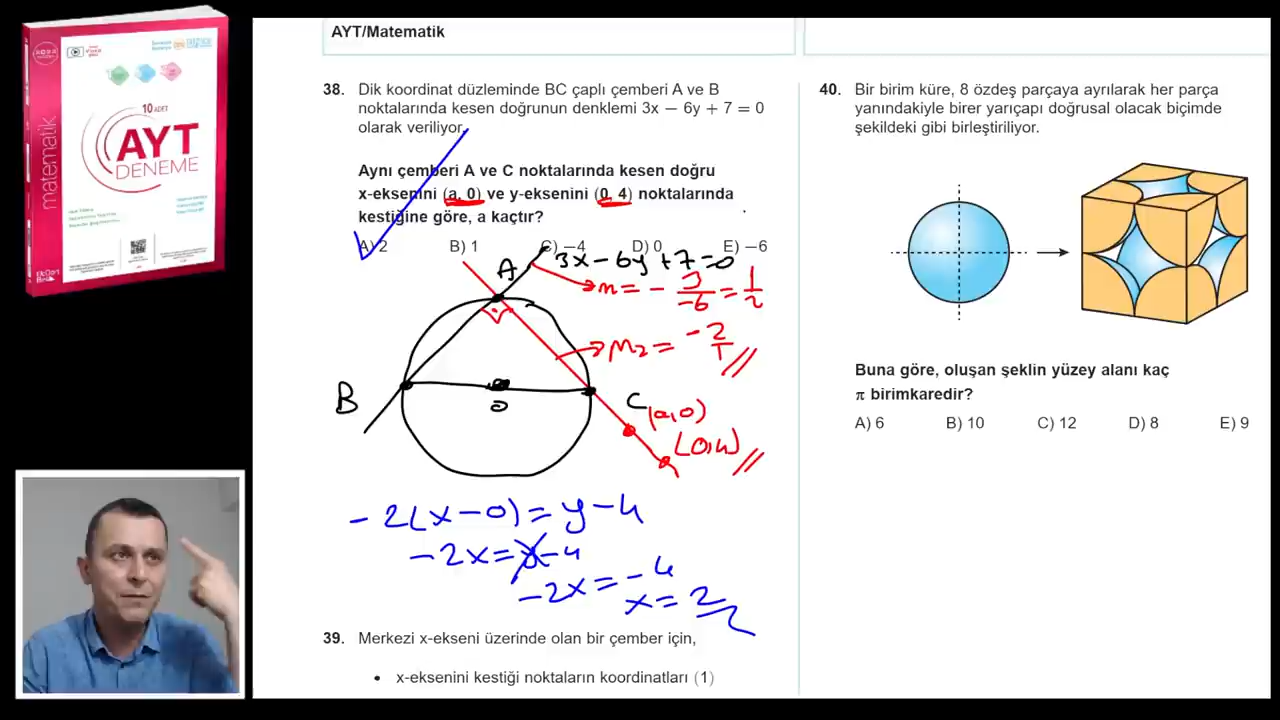 matematik
10 ADET
AYT
DENEME
AYT/Matematik
38. Dik koordinat düzleminde BC çaplı çemberi A ve B
noktalarında kesen doğrunun denklemi 3x − 6y + 7 = 0
olarak veriliyor.
Aynı çemberi A ve C noktalarında kesen doğru
x-eksenini (a, 0) ve y-eksenini (0, 4) noktalarında
kestiğine göre, a kaçtır?
A) 2 B) 1 C) −4 D) 0 E) −6
A 3x−6y+7=0
m = − 3/−6 = 1/2
m2 = −2/1
B
O
C
(a,0)
(0,4)
−2(x−0) = y−4
−2x = y−4
−2x = −4
x = 2
39. Merkezi x-ekseni üzerinde olan bir çember için,
• x-eksenini kestiği noktaların koordinatları (1)
40. Bir birim küre, 8 özdeş parçaya ayrılarak her parça
yanındakiyle birer yarıçapı doğrusal olacak biçimde
şekildeki gibi birleştiriliyor.
Buna göre, oluşan şeklin yüzey alanı kaç
π birimkaredir?
A) 6 B) 10 C) 12 D) 8 E) 9